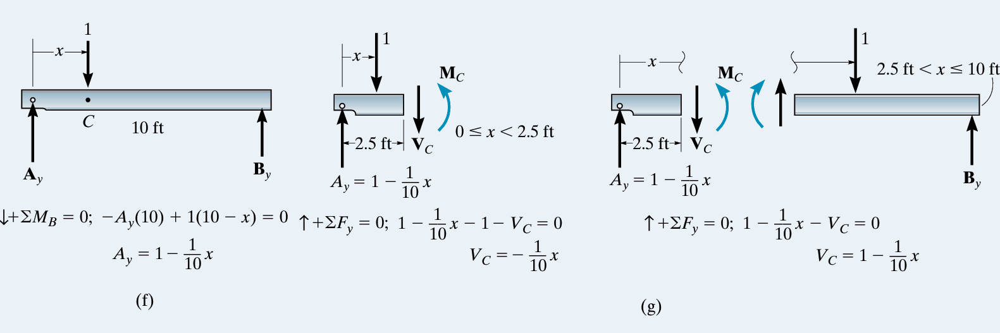 1
x
C
10 ft
A_y
B_y
↓+ΣM_B = 0; −A_y(10) + 1(10 − x) = 0
A_y = 1 − 1/10 x
(f)
1
x
M_C
0 ≤ x < 2.5 ft
2.5 ft
V_C
A_y = 1 − 1/10 x
↑+ΣF_y = 0; 1 − 1/10 x − 1 − V_C = 0
V_C = − 1/10 x
x
M_C
1
2.5 ft < x ≤ 10 ft
2.5 ft
V_C
A_y = 1 − 1/10 x
B_y
↑+ΣF_y = 0; 1 − 1/10 x − V_C = 0
V_C = 1 − 1/10 x
(g)